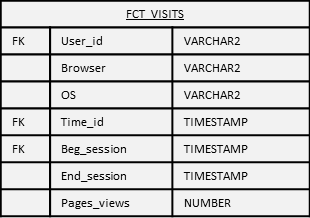 FCT_VISITS
FK User_id VARCHAR2
Browser VARCHAR2
OS VARCHAR2
FK Time_id TIMESTAMP
FK Beg_session TIMESTAMP
End_session TIMESTAMP
Pages_views NUMBER